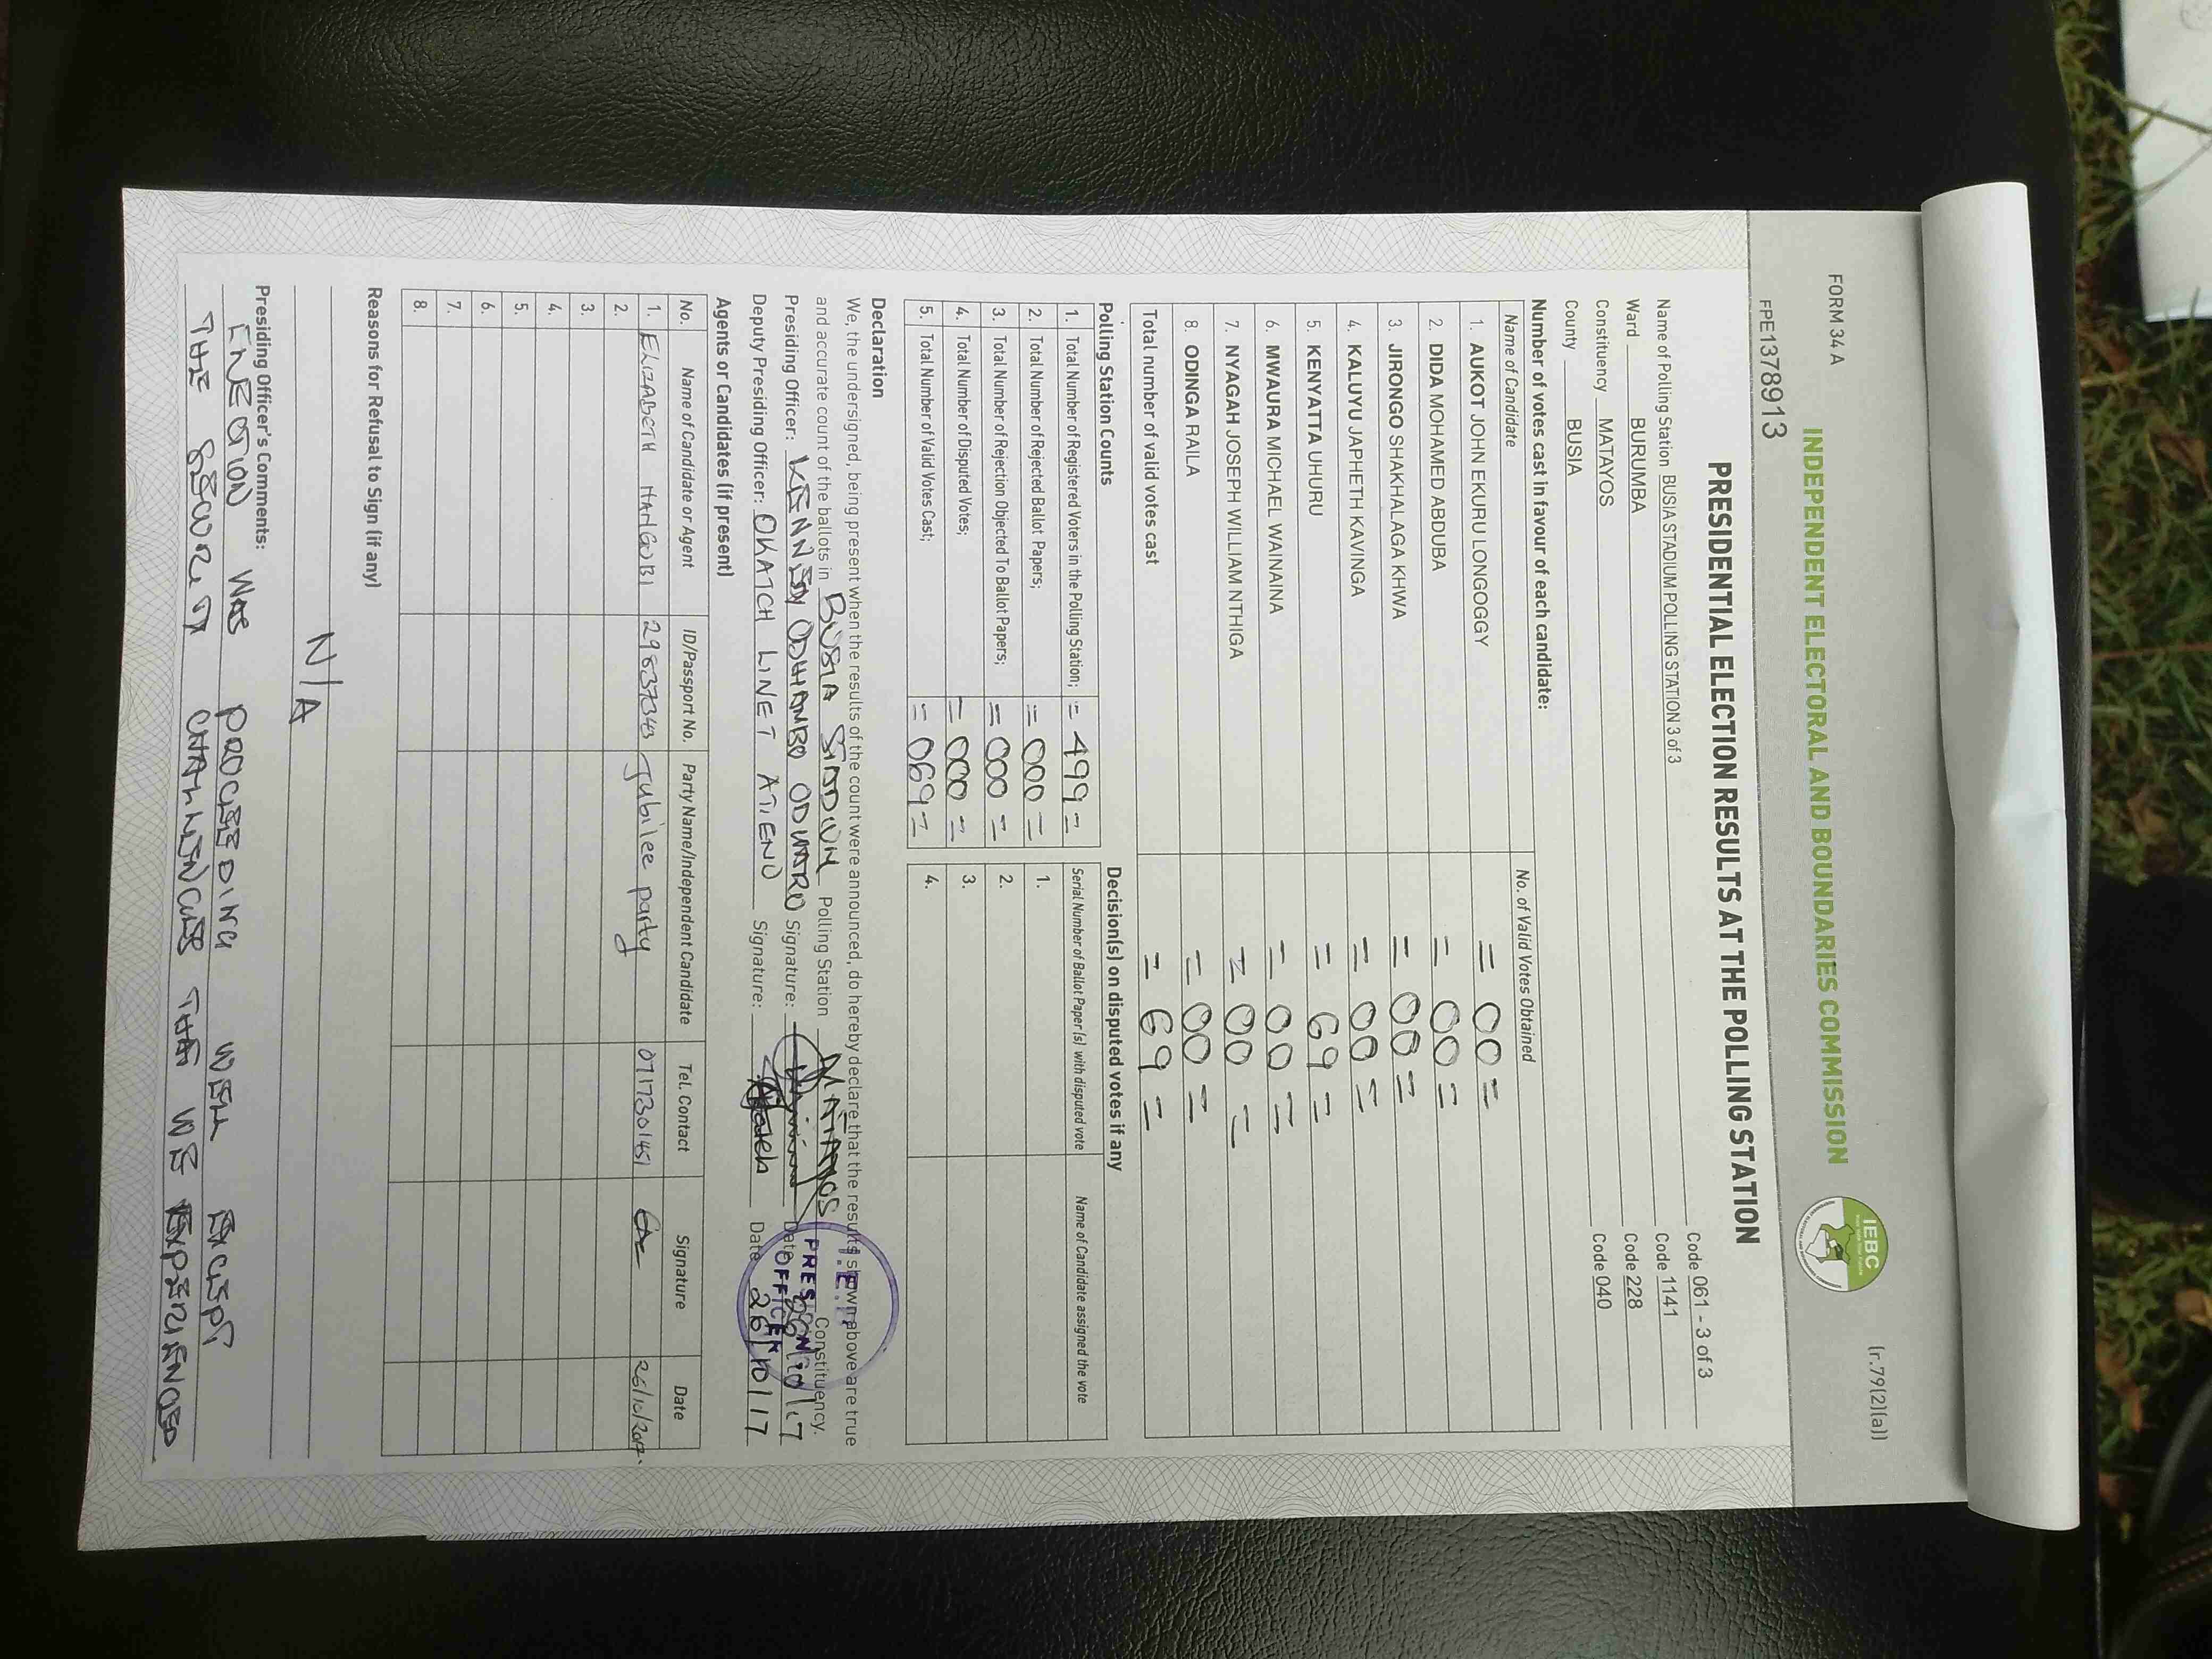 FORM 34 A
(r.79(2)(a))
INDEPENDENT ELECTORAL AND BOUNDARIES COMMISSION
IEBC
FPE13778913
PRESIDENTIAL ELECTION RESULTS AT THE POLLING STATION
Name of Polling Station BUSIA STADIUM POLLING STATION 3 of 3 Code 061 - 3 of 3
Ward BURUMBA Code 1141
Constituency MATAYOS Code 228
County BUSIA Code 040
Number of votes cast in favour of each candidate:
Name of Candidate No. of Valid Votes Obtained
1. AUKOT JOHN EKURU LONGOGGY = 00 =
2. DIDA MOHAMED ABDUBA = 00 =
3. JIRONGO SHAKHALAGA KHWA = 00 =
4. KALUYU JAPHETH KAVINGA = 00 =
5. KENYATTA UHURU = 69 =
6. MWAURA MICHAEL WAINAINA = 00 =
7. NYAGAH JOSEPH WILLIAM NTHIGA = 00 =
8. ODINGA RAILA = 00 =
Total number of valid votes cast = 69 =
Polling Station Counts
1. Total Number of Registered Voters in the Polling Station; = 499 =
2. Total Number of Rejected Ballot Papers; = 000 =
3. Total Number of Rejection Objected To Ballot Papers; = 000 =
4. Total Number of Disputed Votes; = 000 =
5. Total Number of Valid Votes Cast; = 069 =
Decision(s) on disputed votes if any
Serial Number of Ballot Paper(s) with disputed vote Name of Candidate assigned the vote
1.
2.
3.
4.
Declaration
We, the undersigned, being present when the results of the count were announced, do hereby declare that the results shown above are true
and accurate count of the ballots in BUSIA STADIUM Polling Station MATAYOS Constituency.
Presiding Officer: KENNEDY ODHIAMBO ODUARO Signature: Date
Deputy Presiding Officer: OKATCH LINET ATIENO Signature: Date 26/10/17
PRESIDING
OFFICER
Agents or Candidates (if present)
No. Name of Candidate or Agent ID/Passport No. Party Name/Independent Candidate Tel. Contact Signature Date
1. ELIZABETH 29837343 Jubilee party 0717301451 26/10/2017.
2.
3.
4.
5.
6.
7.
8.
Reasons for Refusal to Sign (if any)
N/A
Presiding Officer's Comments:
ENECTION WAS PROCEEDING WELL EXCEPT
THE SECURITY CHALLENGES THAT WE EXPERIENCED